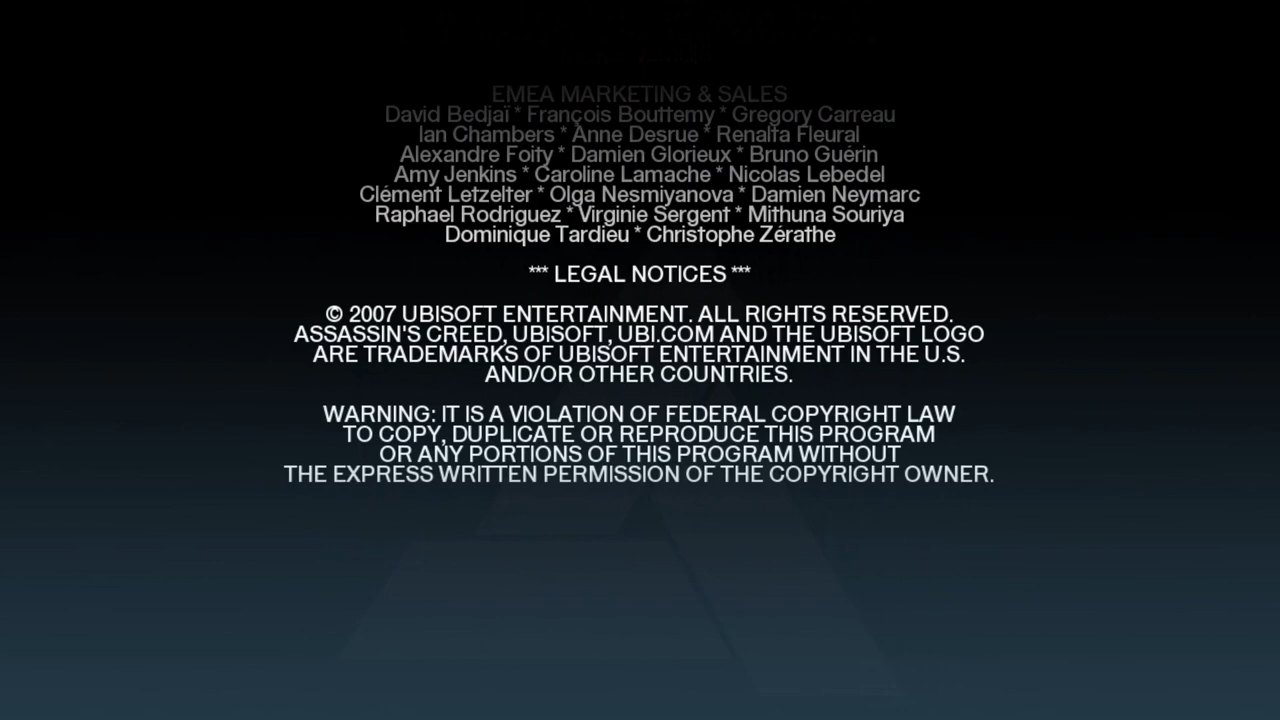 EMEA MARKETING & SALES
David Bedjaï * François Bouttemy * Gregory Carreau
Ian Chambers * Anne Desrue * Renalta Fleural
Alexandre Foity * Damien Glorieux * Bruno Guérin
Amy Jenkins * Caroline Lamache * Nicolas Lebedel
Clément Letzelter * Olga Nesmiyanova * Damien Neymarc
Raphael Rodriguez * Virginie Sergent * Mithuna Souriya
Dominique Tardieu * Christophe Zérathe
*** LEGAL NOTICES ***
© 2007 UBISOFT ENTERTAINMENT. ALL RIGHTS RESERVED.
ASSASSIN'S CREED, UBISOFT, UBI.COM AND THE UBISOFT LOGO
ARE TRADEMARKS OF UBISOFT ENTERTAINMENT IN THE U.S.
AND/OR OTHER COUNTRIES.
WARNING: IT IS A VIOLATION OF FEDERAL COPYRIGHT LAW
TO COPY, DUPLICATE OR REPRODUCE THIS PROGRAM
OR ANY PORTIONS OF THIS PROGRAM WITHOUT
THE EXPRESS WRITTEN PERMISSION OF THE COPYRIGHT OWNER.